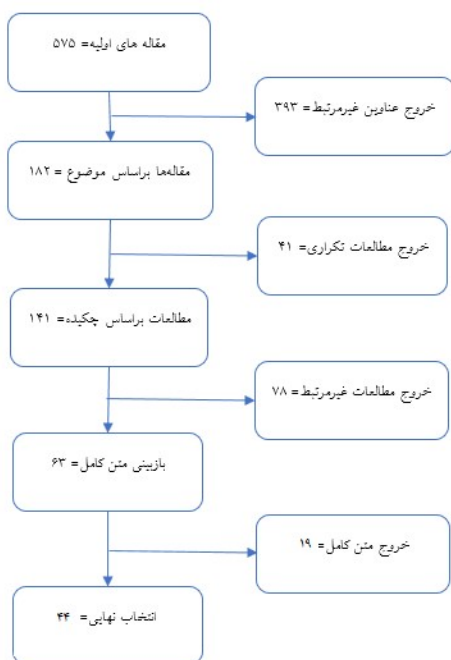 مقاله های اولیه= ۵۷۵
خروج عناوین غیرمرتبط= ۳۹۳
مقاله‌ها براساس موضوع = ۱۸۲
خروج مطالعات تکراری= ۴۱
مطالعات براساس چکیده= ۱۴۱
خروج مطالعات غیرمرتبط= ۷۸
بازبینی متن کامل= ۶۳
خروج متن کامل= ۱۹
انتخاب نهایی= ۴۴